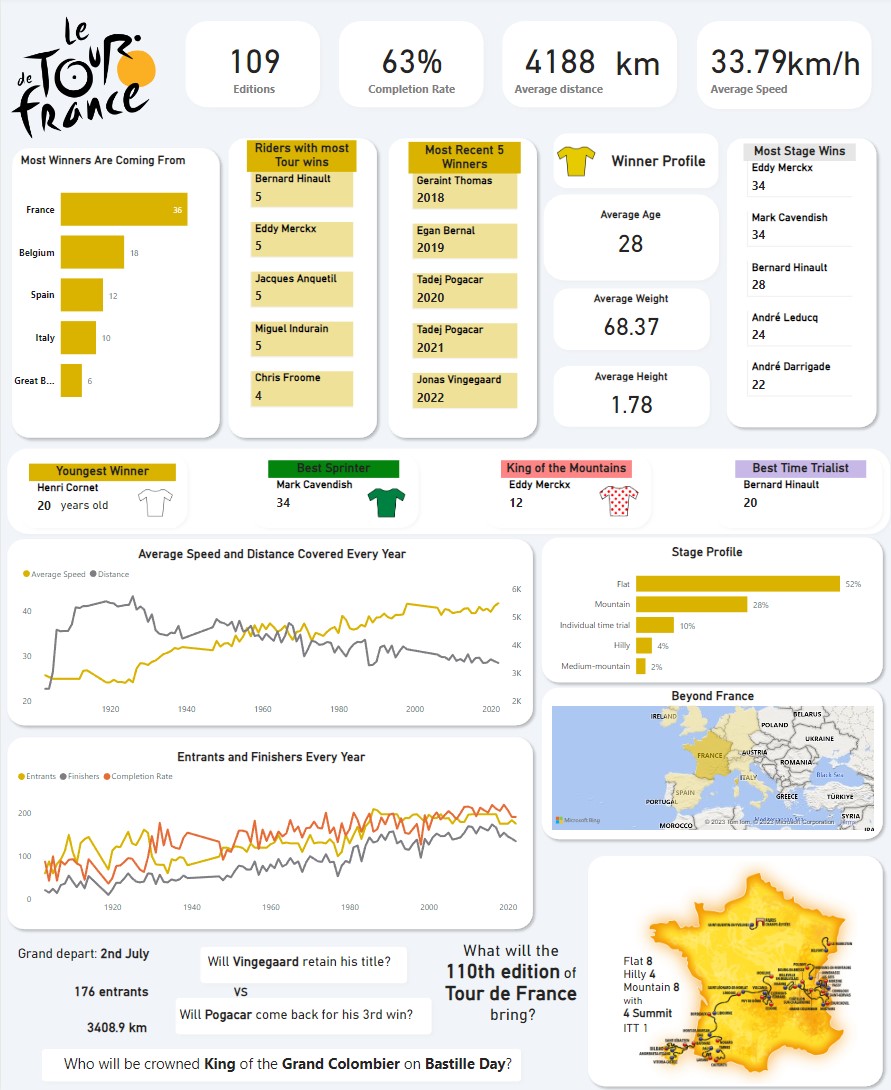 le
de TOUR
france
109
Editions
63%
Completion Rate
4188 km
Average distance
33.79km/h
Average Speed
Most Winners Are Coming From
France
36
Belgium
18
Spain
12
Italy
10
Great B...
6
Riders with most
Tour wins
Bernard Hinault
5
Eddy Merckx
5
Jacques Anquetil
5
Miguel Indurain
5
Chris Froome
4
Most Recent 5
Winners
Geraint Thomas
2018
Egan Bernal
2019
Tadej Pogacar
2020
Tadej Pogacar
2021
Jonas Vingegaard
2022
Winner Profile
Average Age
28
Average Weight
68.37
Average Height
1.78
Most Stage Wins
Eddy Merckx
34
Mark Cavendish
34
Bernard Hinault
28
André Leducq
24
André Darrigade
22
Youngest Winner
Henri Cornet
20 years old
Best Sprinter
Mark Cavendish
34
King of the Mountains
Eddy Merckx
12
Best Time Trialist
Bernard Hinault
20
Average Speed and Distance Covered Every Year
Average Speed Distance
40
30
20
6K
5K
4K
3K
2K
1920 1940 1960 1980 2000 2020
Stage Profile
Flat 52%
Mountain 28%
Individual time trial 10%
Hilly 4%
Medium-mountain 2%
Beyond France
IRELAND
BELARUS
POLAND
UKRAINE
FRANCE
AUSTRIA
ROMANIA
ITALY
Black Sea
SPAIN
PORTUGAL
GREECE
TÜRKIYE
SYRIA
MOROCCO
Microsoft Bing
© 2023 TomTom, © 2023 Microsoft Corporation
Entrants and Finishers Every Year
Entrants Finishers Completion Rate
200
100
0
1920 1940 1960 1980 2000 2020
Grand depart: 2nd July
176 entrants
3408.9 km
Will Vingegaard retain his title?
VS
Will Pogacar come back for his 3rd win?
What will the
110th edition of
Tour de France
bring?
Who will be crowned King of the Grand Colombier on Bastille Day?
Flat 8
Hilly 4
Mountain 8
with
4 Summit
ITT 1
PARIS
BILBAO